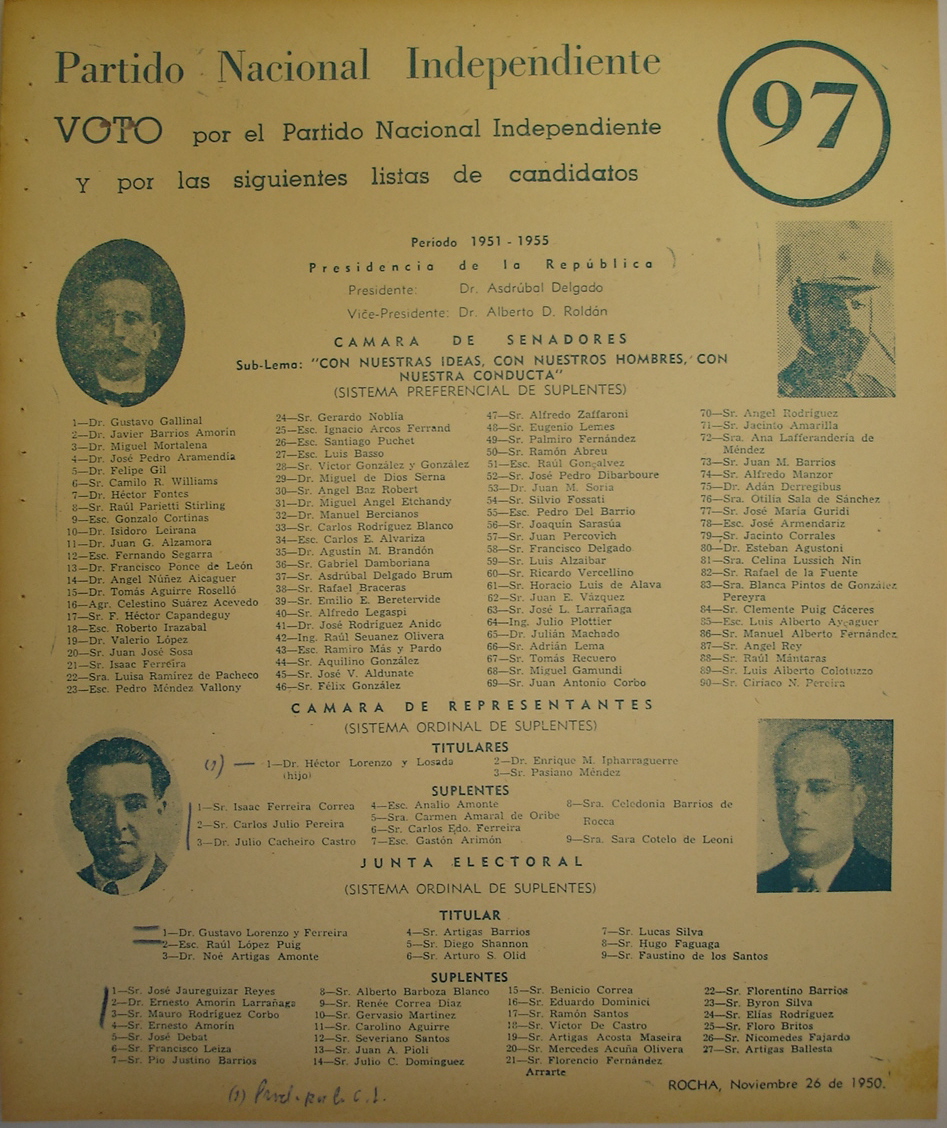 Partido Nacional Independiente
97
VOTO por el Partido Nacional Independiente
Y por las siguientes listas de candidatos
Periodo 1951 - 1955
Presidencia de la República
Presidente: Dr. Asdrúbal Delgado
Vice-Presidente: Dr. Alberto D. Roldán
CAMARA DE SENADORES
Sub-Lema: "CON NUESTRAS IDEAS, CON NUESTROS HOMBRES, CON
NUESTRA CONDUCTA"
(SISTEMA PREFERENCIAL DE SUPLENTES)
1—Dr. Gustavo Gallinal
2—Dr. Javier Barrios Amorín
3—Dr. Miguel Mortalena
4—Dr. José Pedro Aramendía
5—Dr. Felipe Gil
6—Sr. Camilo R. Williams
7—Dr. Héctor Fontes
8—Sr. Raúl Parietti Stirling
9—Esc. Gonzalo Cortinas
10—Dr. Isidoro Leirana
11—Dr. Juan G. Alzamora
12—Esc. Fernando Segarra
13—Dr. Francisco Ponce de León
14—Dr. Angel Núñez Aicaguer
15—Dr. Tomás Aguirre Roselló
16—Agr. Celestino Suárez Acevedo
17—Sr. F. Héctor Capandeguy
18—Esc. Roberto Irazabal
19—Dr. Valerio López
20—Sr. Juan José Sosa
21—Sr. Isaac Ferreira
22—Sra. Luisa Ramírez de Pacheco
23—Esc. Pedro Méndez Vallony
24—Sr. Gerardo Noblía
25—Esc. Ignacio Arcos Ferrand
26—Esc. Santiago Puchet
27—Esc. Luis Basso
28—Sr. Víctor González y González
29—Dr. Miguel de Dios Serna
30—Sr. Angel Baz Robert
31—Dr. Miguel Angel Etchandy
32—Dr. Manuel Bercianos
33—Sr. Carlos Rodríguez Blanco
34—Esc. Carlos E. Alvariza
35—Dr. Agustín M. Brandón
36—Sr. Gabriel Damboriana
37—Sr. Asdrúbal Delgado Brum
38—Sr. Rafael Braceras
39—Sr. Emilio E. Beretervide
40—Sr. Alfredo Legaspi
41—Dr. José Rodríguez Anido
42—Ing. Raúl Seuanez Olivera
43—Esc. Ramiro Más y Pardo
44—Sr. Aquilino González
45—Sr. José V. Aldunate
46—Sr. Félix González
47—Sr. Alfredo Zaffaroni
48—Sr. Eugenio Lemes
49—Sr. Palmiro Fernández
50—Sr. Ramón Abreu
51—Esc. Raúl Gonçalvez
52—Sr. José Pedro Dibarboure
53—Dr. Juan M. Soria
54—Sr. Silvio Fossati
55—Esc. Pedro Del Barrio
56—Sr. Joaquín Sarasúa
57—Sr. Juan Percovich
58—Sr. Francisco Delgado
59—Sr. Luis Alzaibar
60—Sr. Ricardo Vercellino
61—Sr. Horacio Luis de Alava
62—Sr. Juan E. Vázquez
63—Sr. José L. Larrañaga
64—Ing. Julio Plottier
65—Dr. Julián Machado
66—Sr. Adrián Lema
67—Sr. Tomás Recuero
68—Sr. Miguel Gamundi
69—Sr. Juan Antonio Corbo
70—Sr. Angel Rodríguez
71—Sr. Jacinto Amarilla
72—Sra. Ana Lafferandería de
Méndez
73—Sr. Juan M. Barrios
74—Sr. Alfredo Manzor
75—Dr. Adán Derregibus
76—Sra. Otilia Sala de Sánchez
77—Sr. José María Guridi
78—Esc. José Armendariz
79—Sr. Jacinto Corrales
80—Dr. Esteban Agustoni
81—Sra. Celina Lussich Nin
82—Sr. Rafael de la Fuente
83—Sra. Blanca Pintos de González
Pereyra
84—Sr. Clemente Puig Cáceres
85—Esc. Luis Alberto Ayçaguer
86—Sr. Manuel Alberto Fernández
87—Sr. Angel Rey
88—Sr. Raúl Mántaras
89—Sr. Luis Alberto Colotuzzo
90—Sr. Ciriaco N. Pereira
CAMARA DE REPRESENTANTES
(SISTEMA ORDINAL DE SUPLENTES)
TITULARES
(1) — 1—Dr. Héctor Lorenzo y Losada
(hijo)
2—Dr. Enrique M. Ipharraguerre
3—Sr. Pasiano Méndez
SUPLENTES
1—Sr. Isaac Ferreira Correa
2—Sr. Carlos Julio Pereira
3—Dr. Julio Cacheiro Castro
4—Esc. Analio Amonte
5—Sra. Carmen Amaral de Oribe
6—Sr. Carlos Edo. Ferreira
7—Esc. Gastón Arimón
8—Sra. Celedonia Barrios de
Rocca
9—Sra. Sara Cotelo de Leoni
JUNTA ELECTORAL
(SISTEMA ORDINAL DE SUPLENTES)
TITULAR
1—Dr. Gustavo Lorenzo y Ferreira
2—Esc. Raúl López Puig
3—Dr. Noé Artigas Amonte
4—Sr. Artigas Barrios
5—Sr. Diego Shannon
6—Sr. Arturo S. Olid
7—Sr. Lucas Silva
8—Sr. Hugo Faguaga
9—Sr. Faustino de los Santos
SUPLENTES
1—Sr. José Jaureguizar Reyes
2—Dr. Ernesto Amorín Larrañaga
3—Sr. Mauro Rodríguez Corbo
4—Sr. Ernesto Amorín
5—Sr. José Debat
6—Sr. Francisco Leiza
7—Sr. Pío Justino Barrios
8—Sr. Alberto Barboza Blanco
9—Sr. Renée Correa Díaz
10—Sr. Gervasio Martínez
11—Sr. Carolino Aguirre
12—Sr. Severiano Santos
13—Sr. Juan A. Pioli
14—Sr. Julio C. Domínguez
15—Sr. Benicio Correa
16—Sr. Eduardo Dominici
17—Sr. Ramón Santos
18—Sr. Víctor De Castro
19—Sr. Artigas Acosta Maseira
20—Sr. Mercedes Acuña Olivera
21—Sr. Florencio Fernández
Arrarte
22—Sr. Florentino Barrios
23—Sr. Byron Silva
24—Sr. Elías Rodríguez
25—Sr. Floro Britos
26—Sr. Nicomedes Fajardo
27—Sr. Artigas Ballesta
ROCHA, Noviembre 26 de 1950.
(1)